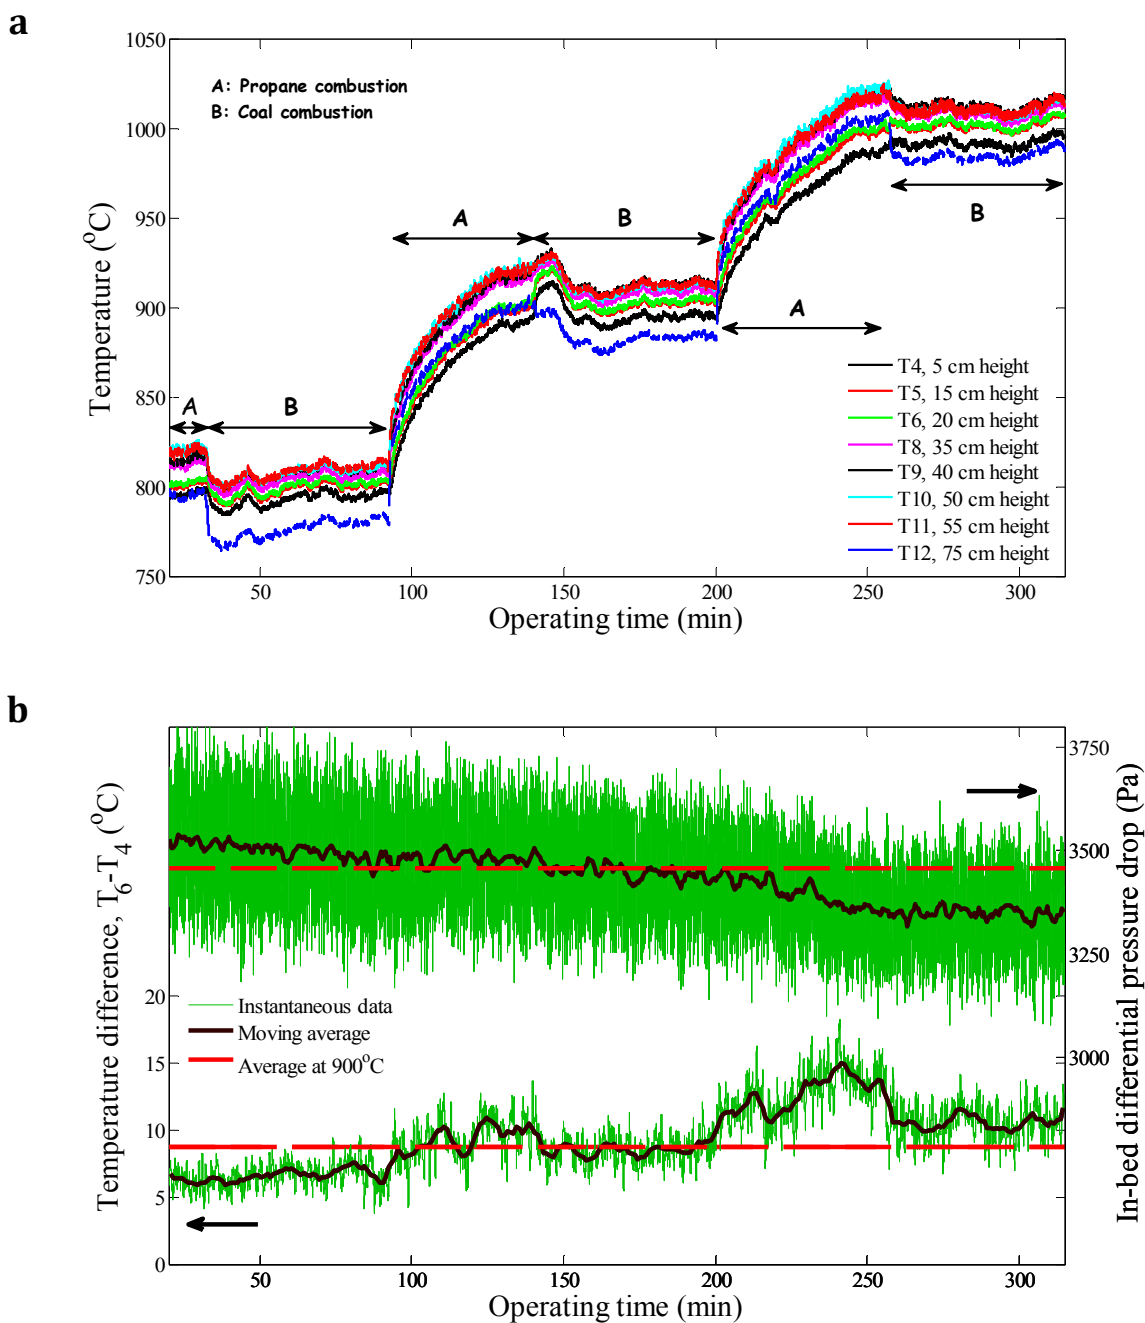 a
1050
1000
950
900
850
800
750
Temperature (°C)
A: Propane combustion
B: Coal combustion
A
B
A
B
A
B
T4, 5 cm height
T5, 15 cm height
T6, 20 cm height
T8, 35 cm height
T9, 40 cm height
T10, 50 cm height
T11, 55 cm height
T12, 75 cm height
50
100
150
200
250
300
Operating time (min)
b
Temperature difference, T6-T4 (°C)
20
15
10
5
0
3750
3500
3250
3000
In-bed differential pressure drop (Pa)
Instantaneous data
Moving average
Average at 900°C
50
100
150
200
250
300
Operating time (min)